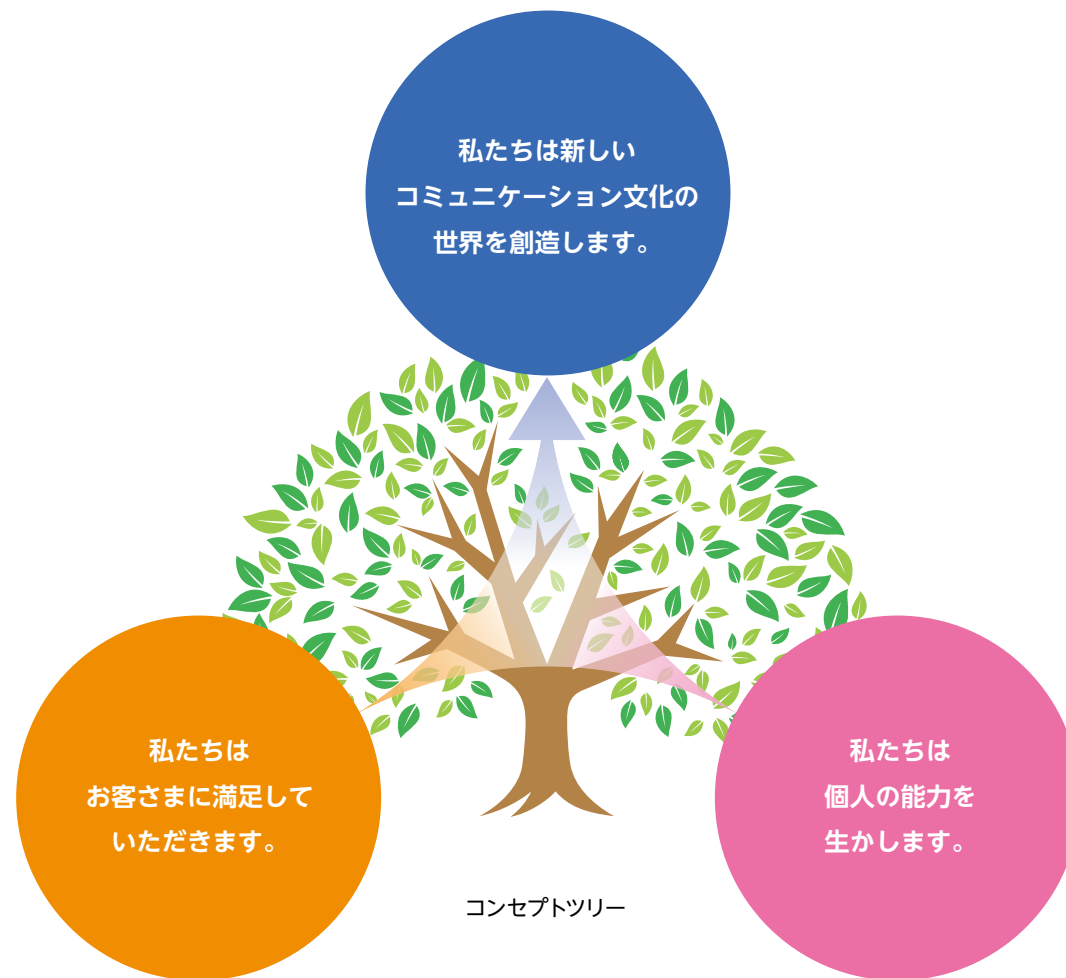 私たちは新しい
コミュニケーション文化の
世界を創造します。
私たちは
お客さまに満足して
いただきます。
私たちは
個人の能力を
生かします。
コンセプトツリー